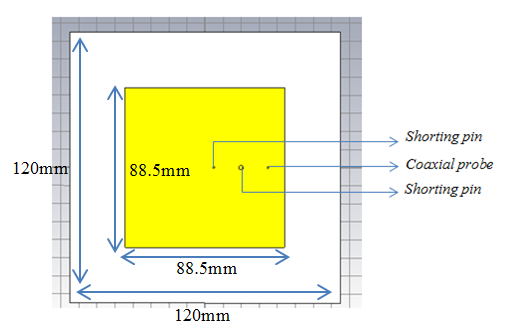 Shorting pin
120mm
88.5mm
Coaxial probe
Shorting pin
88.5mm
120mm